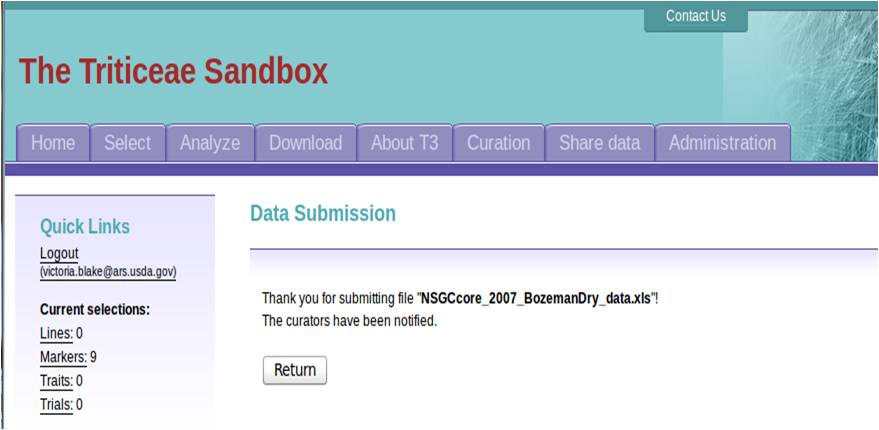 Contact Us
The Triticeae Sandbox
Home Select Analyze Download About T3 Curation Share data Administration
Quick Links
Logout
(victoria.blake@ars.usda.gov)
Current selections:
Lines: 0
Markers: 9
Traits: 0
Trials: 0
Data Submission
Thank you for submitting file "NSGCcore_2007_BozemanDry_data.xls"!
The curators have been notified.
Return